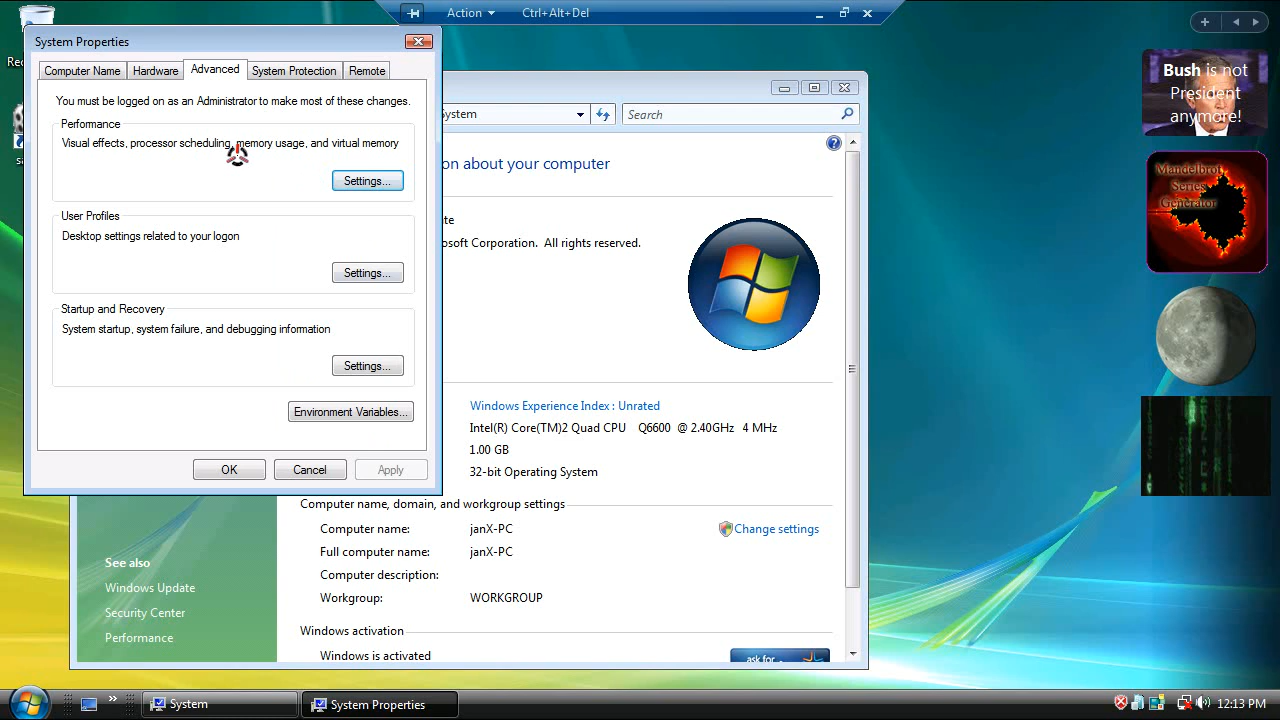 Action
Ctrl+Alt+Del
System Properties
Computer Name
Hardware
Advanced
System Protection
Remote
You must be logged on as an Administrator to make most of these changes.
Performance
Visual effects, processor scheduling, memory usage, and virtual memory
Settings...
User Profiles
Desktop settings related to your logon
Settings...
Startup and Recovery
System startup, system failure, and debugging information
Settings...
Environment Variables...
OK
Cancel
Apply
System
Search
on about your computer
osoft Corporation. All rights reserved.
Windows Experience Index : Unrated
Intel(R) Core(TM)2 Quad CPU Q6600 @ 2.40GHz 4 MHz
1.00 GB
32-bit Operating System
Computer name, domain, and workgroup settings
Computer name:
janX-PC
Change settings
Full computer name:
janX-PC
Computer description:
Workgroup:
WORKGROUP
Windows activation
Windows is activated
ask for
See also
Windows Update
Security Center
Performance
Bush is not
President
anymore!
Mandelbrot
Series
Generator
System
System Properties
12:13 PM